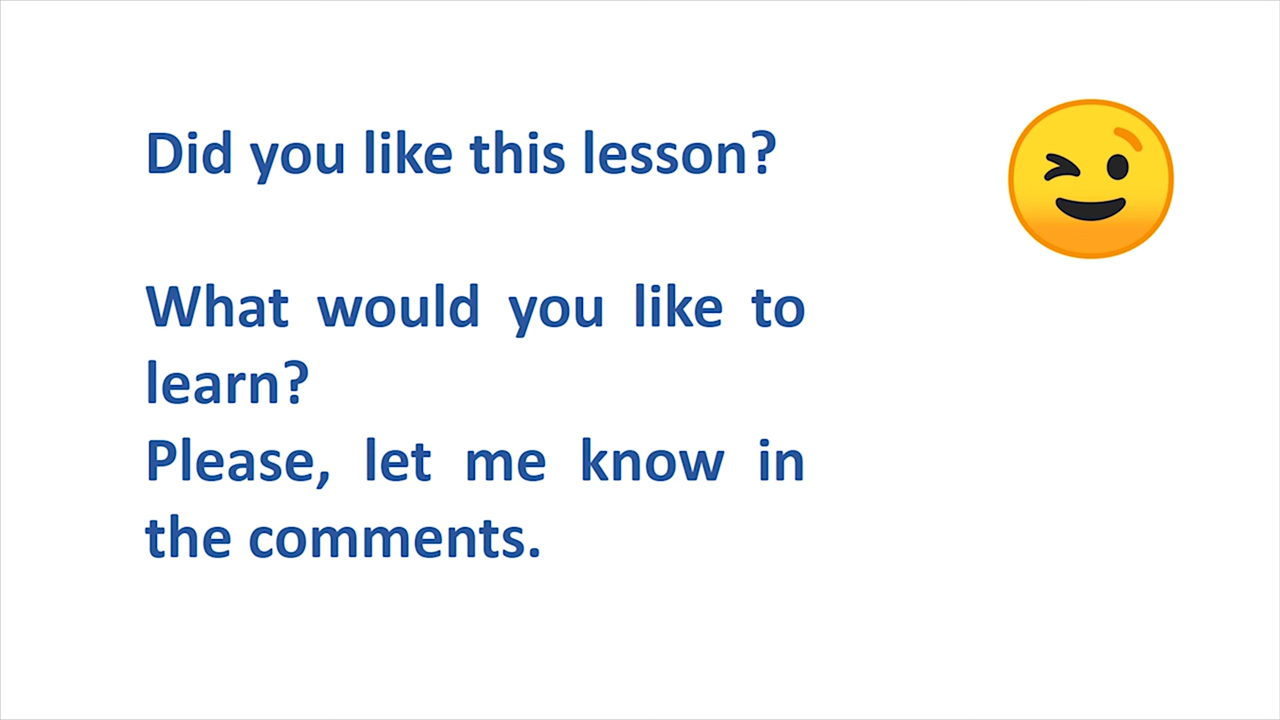 Did you like this lesson?
What would you like to
learn?
Please, let me know in
the comments.